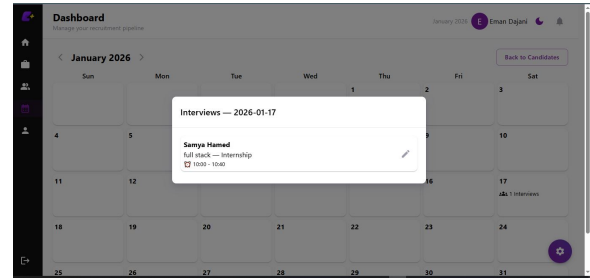 Dashboard
Manage your recruitment pipeline
January 2026
E
Eman Dajani
January 2026
Back to Candidates
Sun Mon Tue Wed Thu Fri Sat
1 2 3
Interviews — 2026-01-17
Samya Hamed
full stack — Internship
10:00 - 10:40
4 5 9 10
11 12 16 17
1 Interviews
18 19 20 21 22 23 24
25 26 27 28 29 30 31